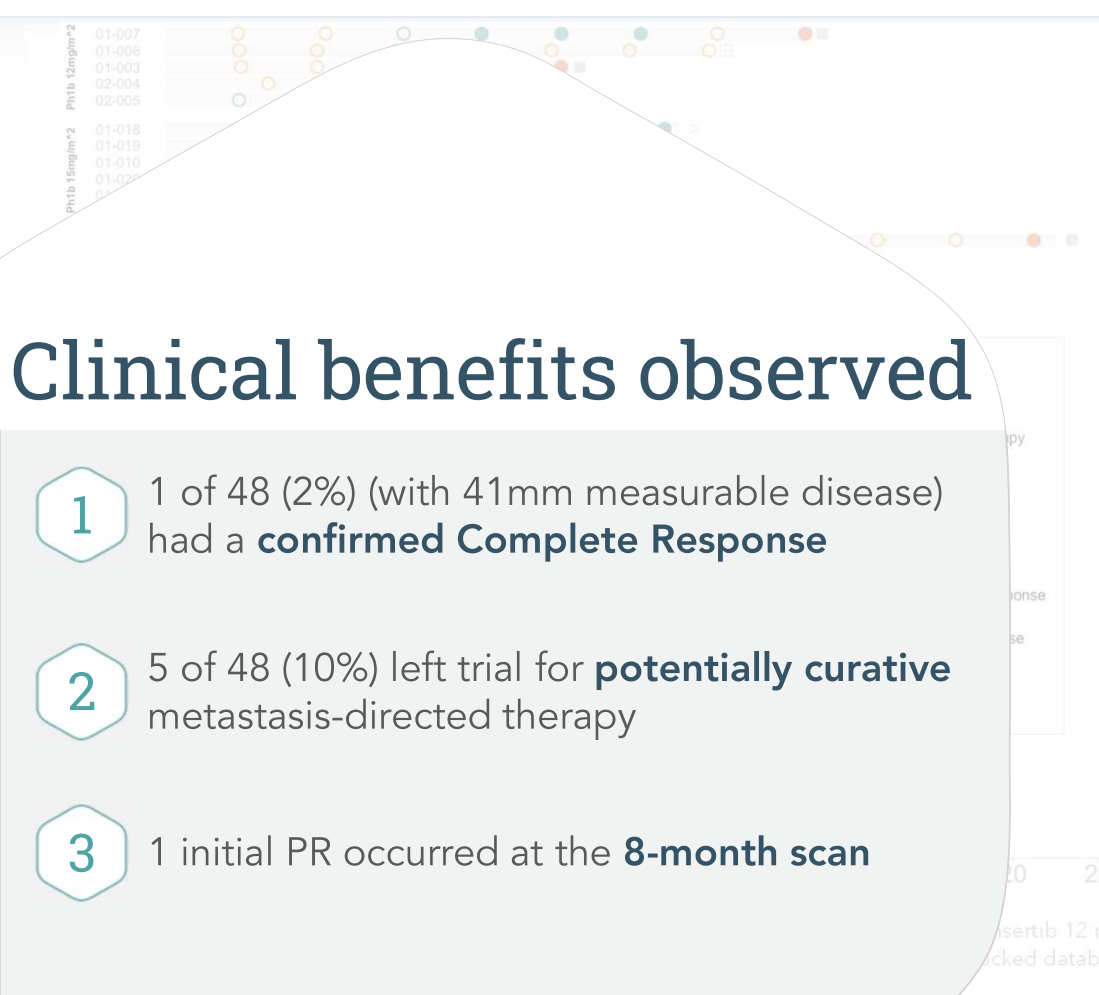 Ph1b 12mg/m^2
01-007
01-006
01-003
02-004
02-005
Ph1b 15mg/m^2
01-018
01-019
01-010
>
Clinical benefits observed
1
1 of 48 (2%) (with 41mm measurable disease)
had a confirmed Complete Response
2
5 of 48 (10%) left trial for potentially curative
metastasis-directed therapy
3
1 initial PR occurred at the 8-month scan
20
12